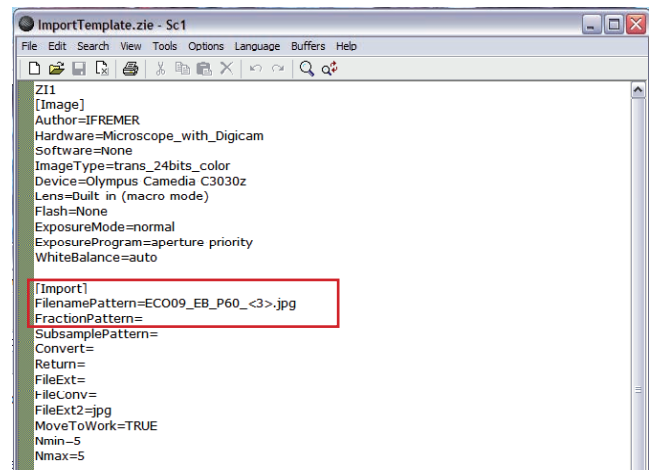 ImportTemplate.zie - Sc1
File Edit Search View Tools Options Language Buffers Help
ZI1
[Image]
Author=IFREMER
Hardware=Microscope_with_Digicam
Software=None
ImageType=trans_24bits_color
Device=Olympus Camedia C3030z
Lens=Built in (macro mode)
Flash=None
ExposureMode=normal
ExposureProgram=aperture priority
WhiteBalance=auto
[Import]
FilenamePattern=ECO09_EB_P60_<3>.jpg
FractionPattern=
SubsamplePattern=
Convert=
Return=
FileExt=
FileConv=
FileExt2=jpg
MoveToWork=TRUE
Nmin=5
Nmax=5